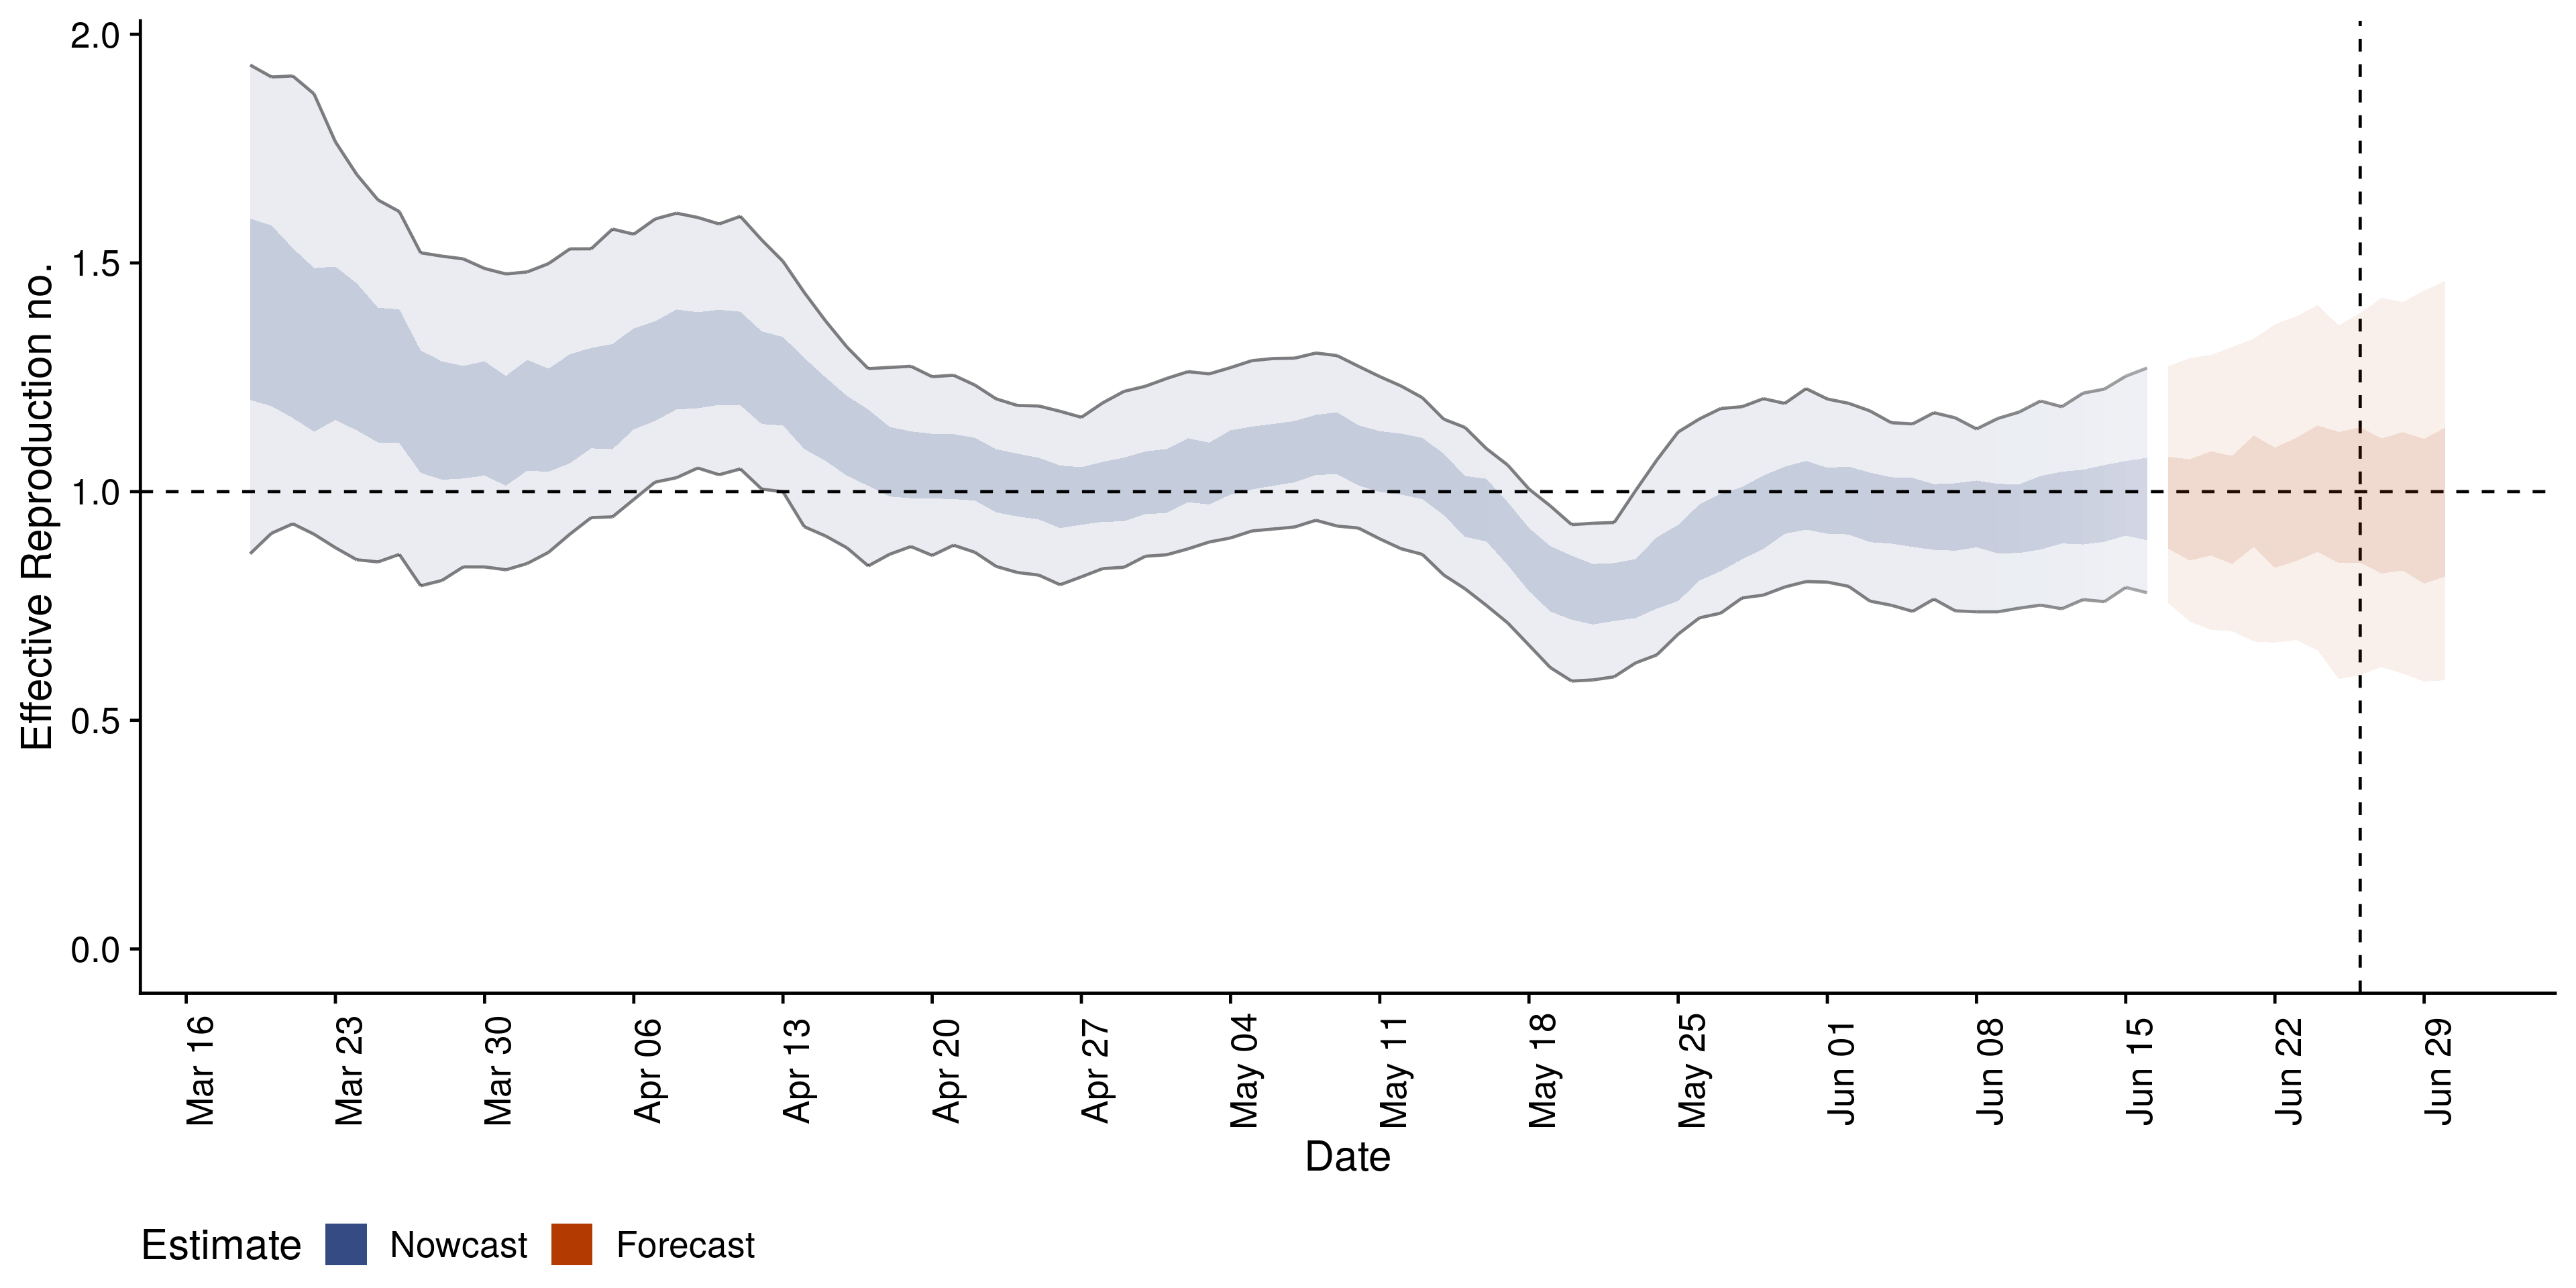 Effective Reproduction no.
2.0
1.5
1.0
0.5
0.0
Mar 16
Mar 23
Mar 30
Apr 06
Apr 13
Apr 20
Apr 27
May 04
May 11
May 18
May 25
Jun 01
Jun 08
Jun 15
Jun 22
Jun 29
Date
Estimate Nowcast Forecast